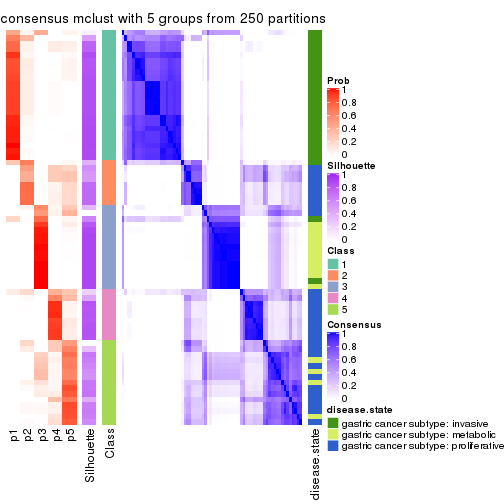 consensus mclust with 5 groups from 250 partitions
Prob
1
0.8
0.6
0.4
0.2
0
Silhouette
1
0.8
0.6
0.4
0.2
0
Class
1
2
3
4
5
Consensus
1
0.8
0.6
0.4
0.2
0
disease.state
gastric cancer subtype: invasive
gastric cancer subtype: metabolic
gastric cancer subtype: proliferative
p1
p2
p3
p4
p5
Silhouette
Class
disease.state